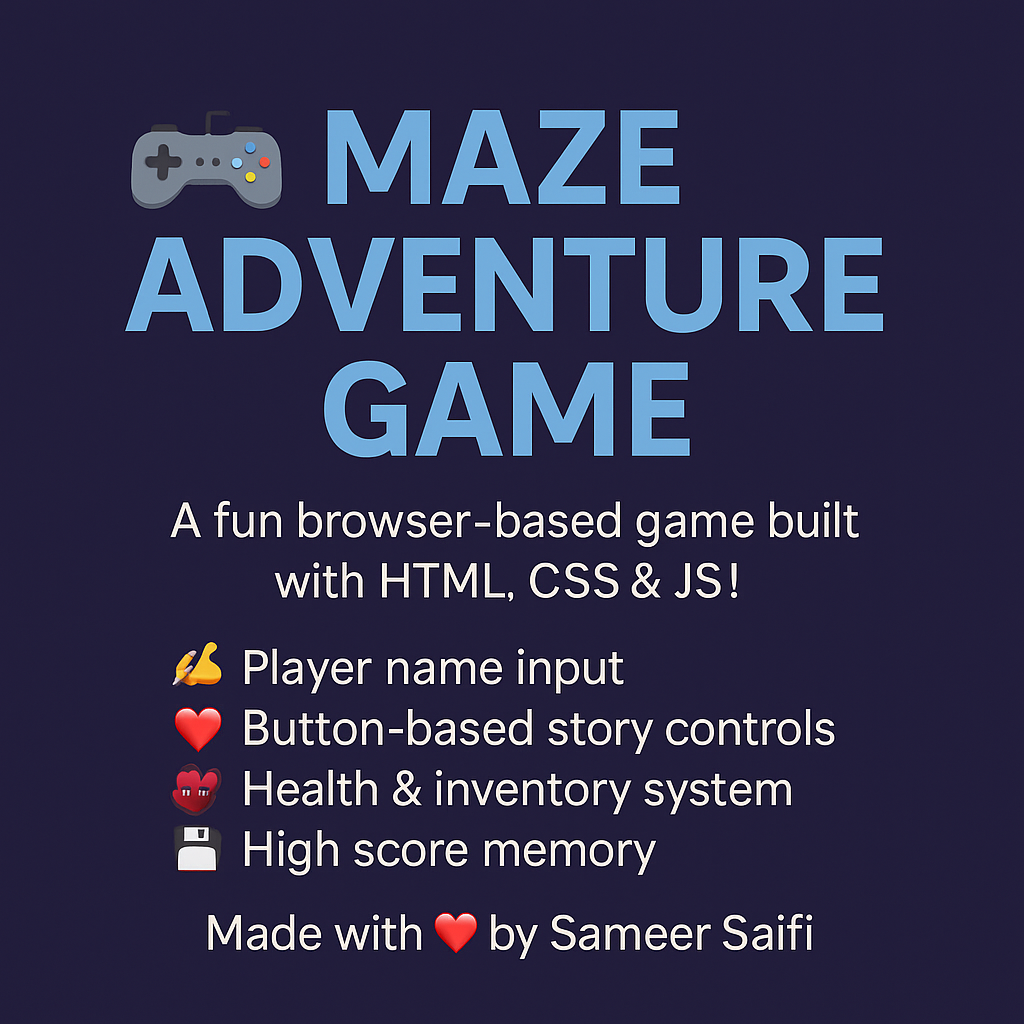 MAZE
ADVENTURE
GAME
A fun browser-based game built
with HTML, CSS & JS!
Player name input
Button-based story controls
Health & inventory system
High score memory
Made with ❤️ by Sameer Saifi